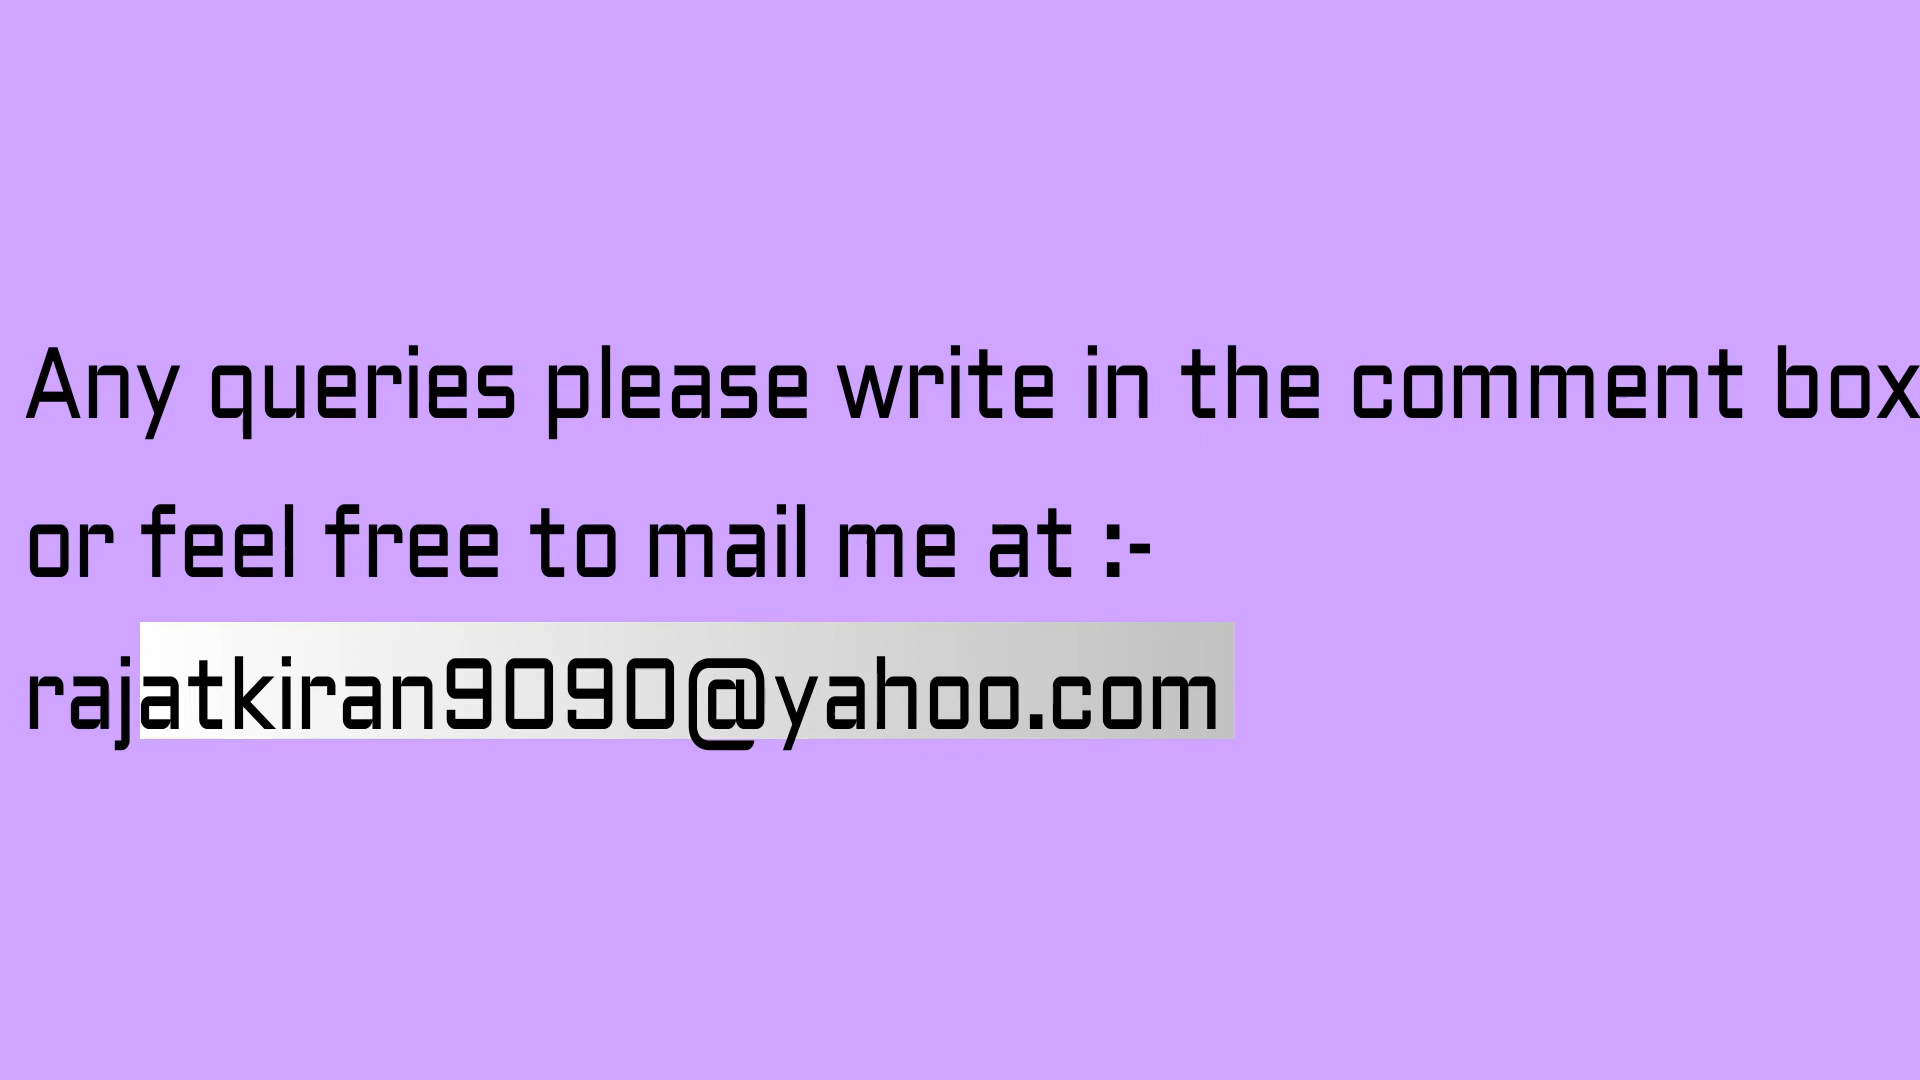 Any queries please write in the comment box
or feel free to mail me at :-
rajatkiran9090@yahoo.com